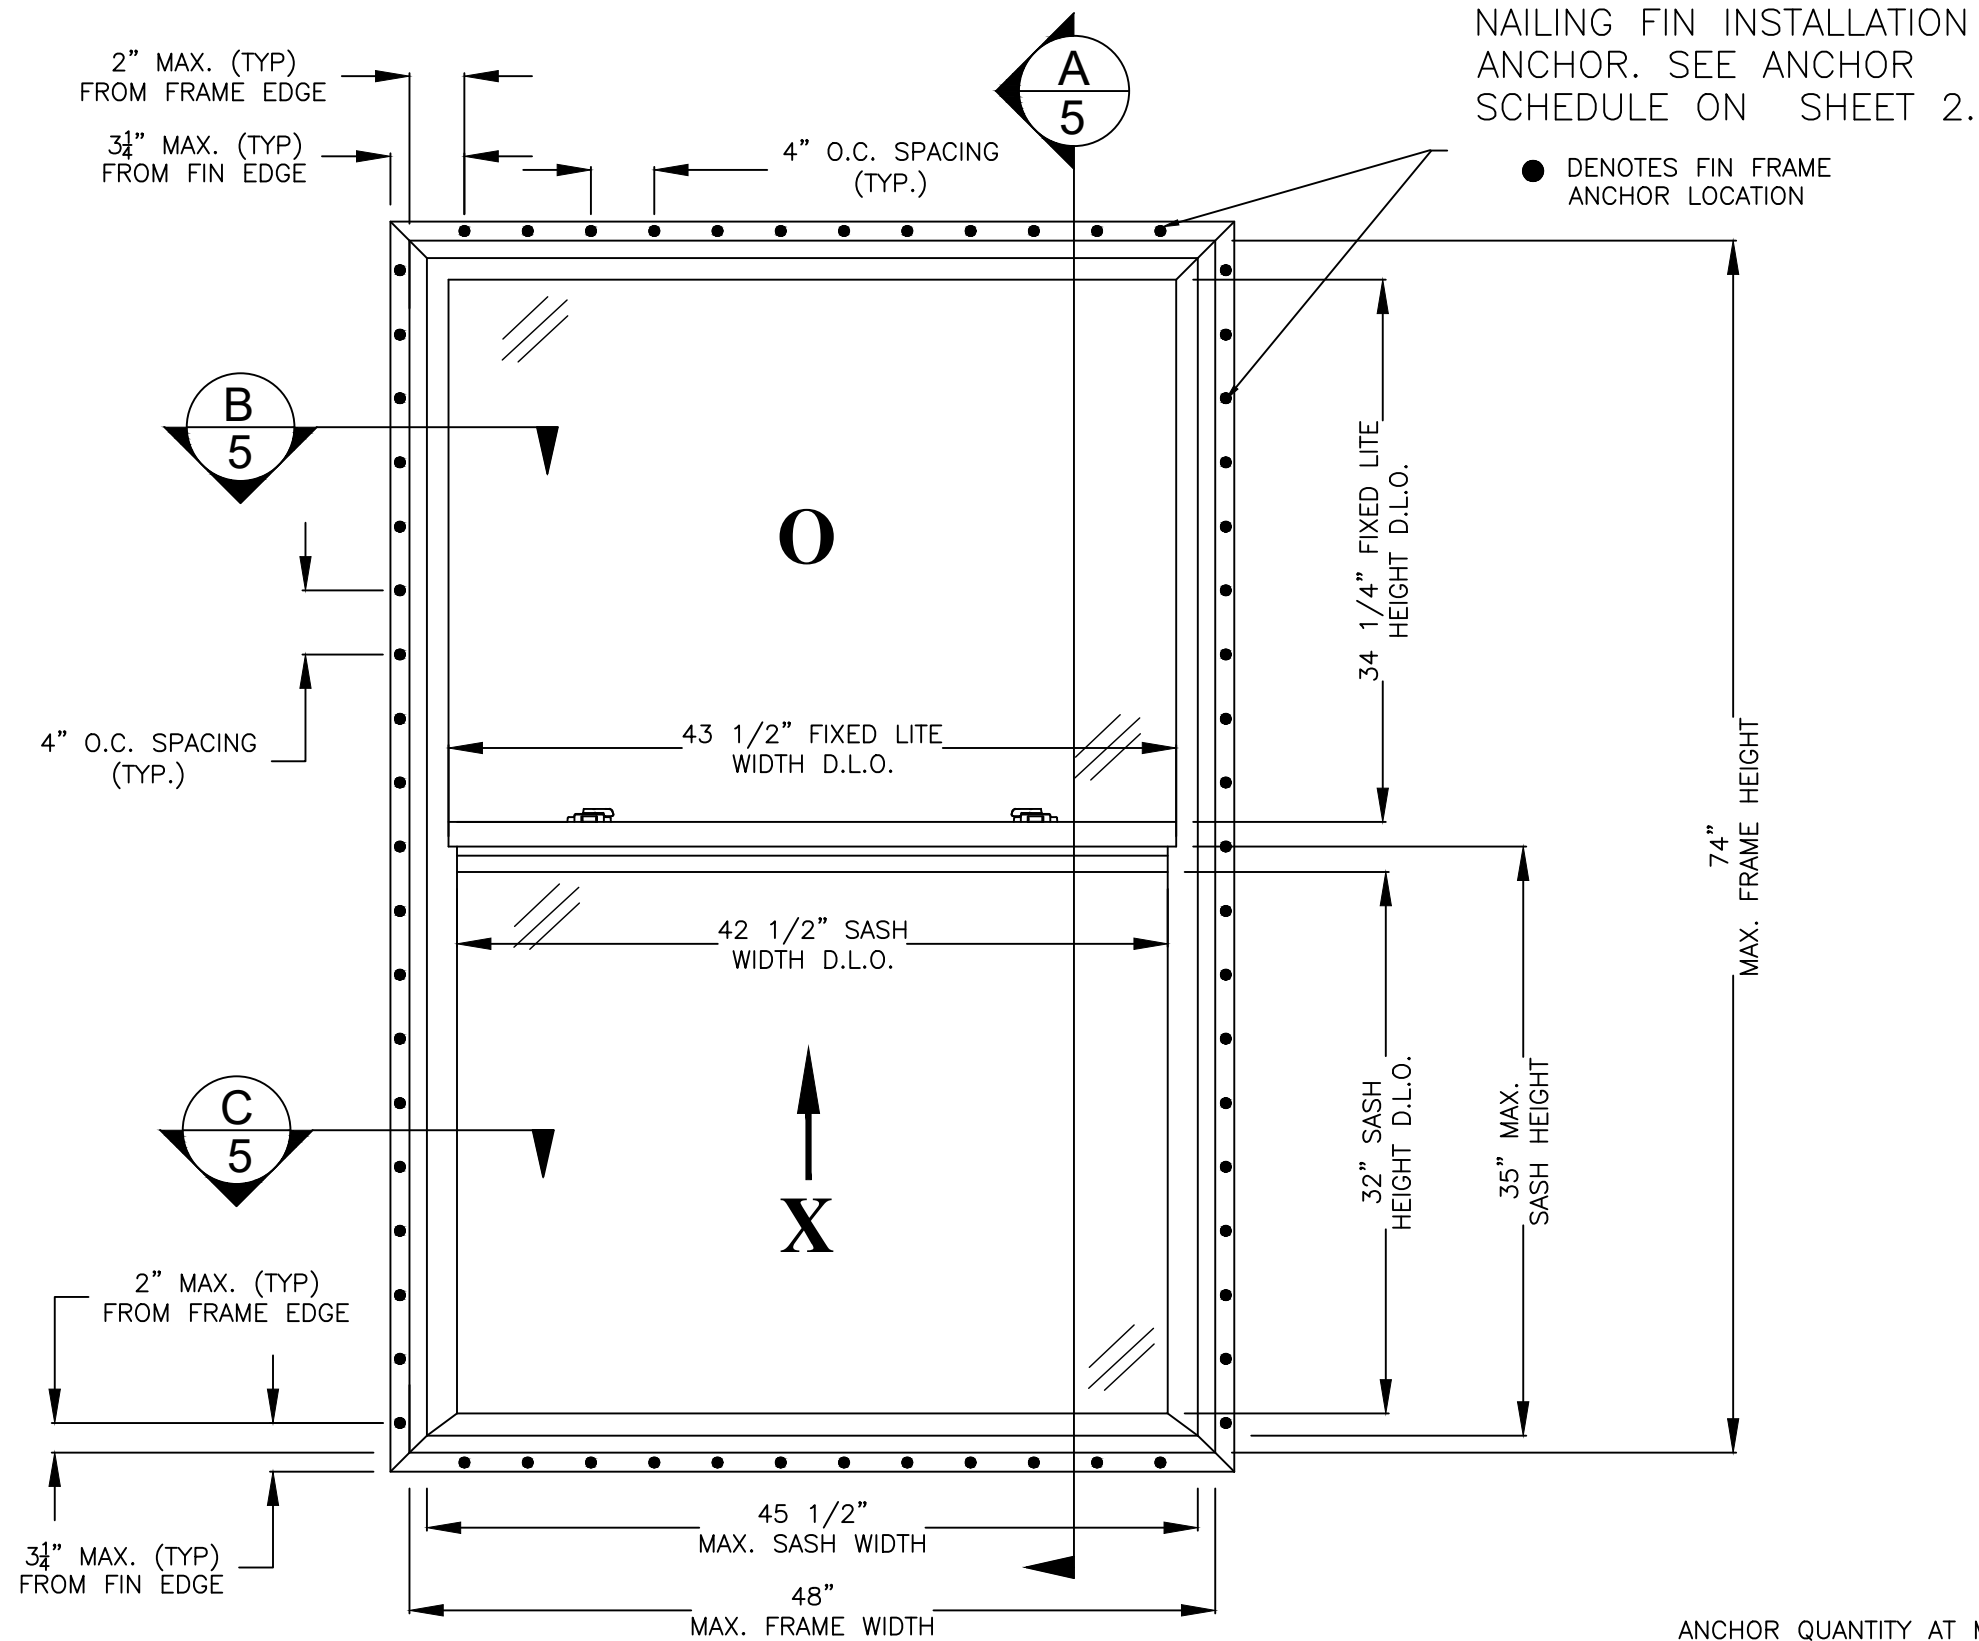 NAILING FIN INSTALLATION
ANCHOR. SEE ANCHOR
SCHEDULE ON SHEET 2.
● DENOTES FIN FRAME
ANCHOR LOCATION
2" MAX. (TYP)
FROM FRAME EDGE
3 1/4" MAX. (TYP)
FROM FIN EDGE
4" O.C. SPACING
(TYP.)
A
5
B
5
O
34 1/4" FIXED LITE
HEIGHT D.L.O.
43 1/2" FIXED LITE
WIDTH D.L.O.
4" O.C. SPACING
(TYP.)
74"
MAX. FRAME HEIGHT
42 1/2" SASH
WIDTH D.L.O.
C
5
X
32" SASH
HEIGHT D.L.O.
35" MAX.
SASH HEIGHT
2" MAX. (TYP)
FROM FRAME EDGE
3 1/4" MAX. (TYP)
FROM FIN EDGE
45 1/2"
MAX. SASH WIDTH
48"
MAX. FRAME WIDTH
ANCHOR QUANTITY AT